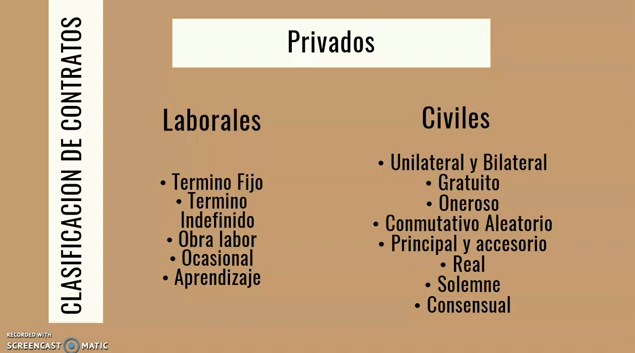 CLASIFICACION DE CONTRATOS
Privados
Laborales
• Termino Fijo
• Termino
Indefinido
• Obra labor
• Ocasional
• Aprendizaje
Civiles
• Unilateral y Bilateral
• Gratuito
• Oneroso
• Conmutativo Aleatorio
• Principal y accesorio
• Real
• Solemne
• Consensual
RECORDED WITH
SCREENCAST MATIC